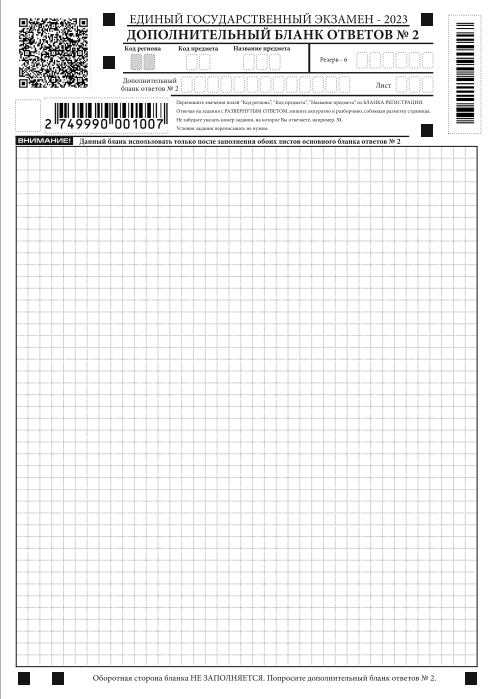 ЕДИНЫЙ ГОСУДАРСТВЕННЫЙ ЭКЗАМЕН - 2023
ДОПОЛНИТЕЛЬНЫЙ БЛАНК ОТВЕТОВ № 2
Код региона Код предмета Название предмета
Резерв - 6
Дополнительный
бланк ответов № 2
Лист
Перепишите значения полей "Код региона", "Код предмета", "Название предмета" из БЛАНКА РЕГИСТРАЦИИ.
Отвечая на задания с РАЗВЕРНУТЫМ ОТВЕТОМ, пишите аккуратно и разборчиво, соблюдая разметку страницы.
Не забудьте указать номер задания, на которое Вы отвечаете, например, 31.
Условия задания переписывать не нужно.
2 749990 001007
ВНИМАНИЕ! Данный бланк использовать только после заполнения обоих листов основного бланка ответов № 2
Оборотная сторона бланка НЕ ЗАПОЛНЯЕТСЯ. Попросите дополнительный бланк ответов № 2.